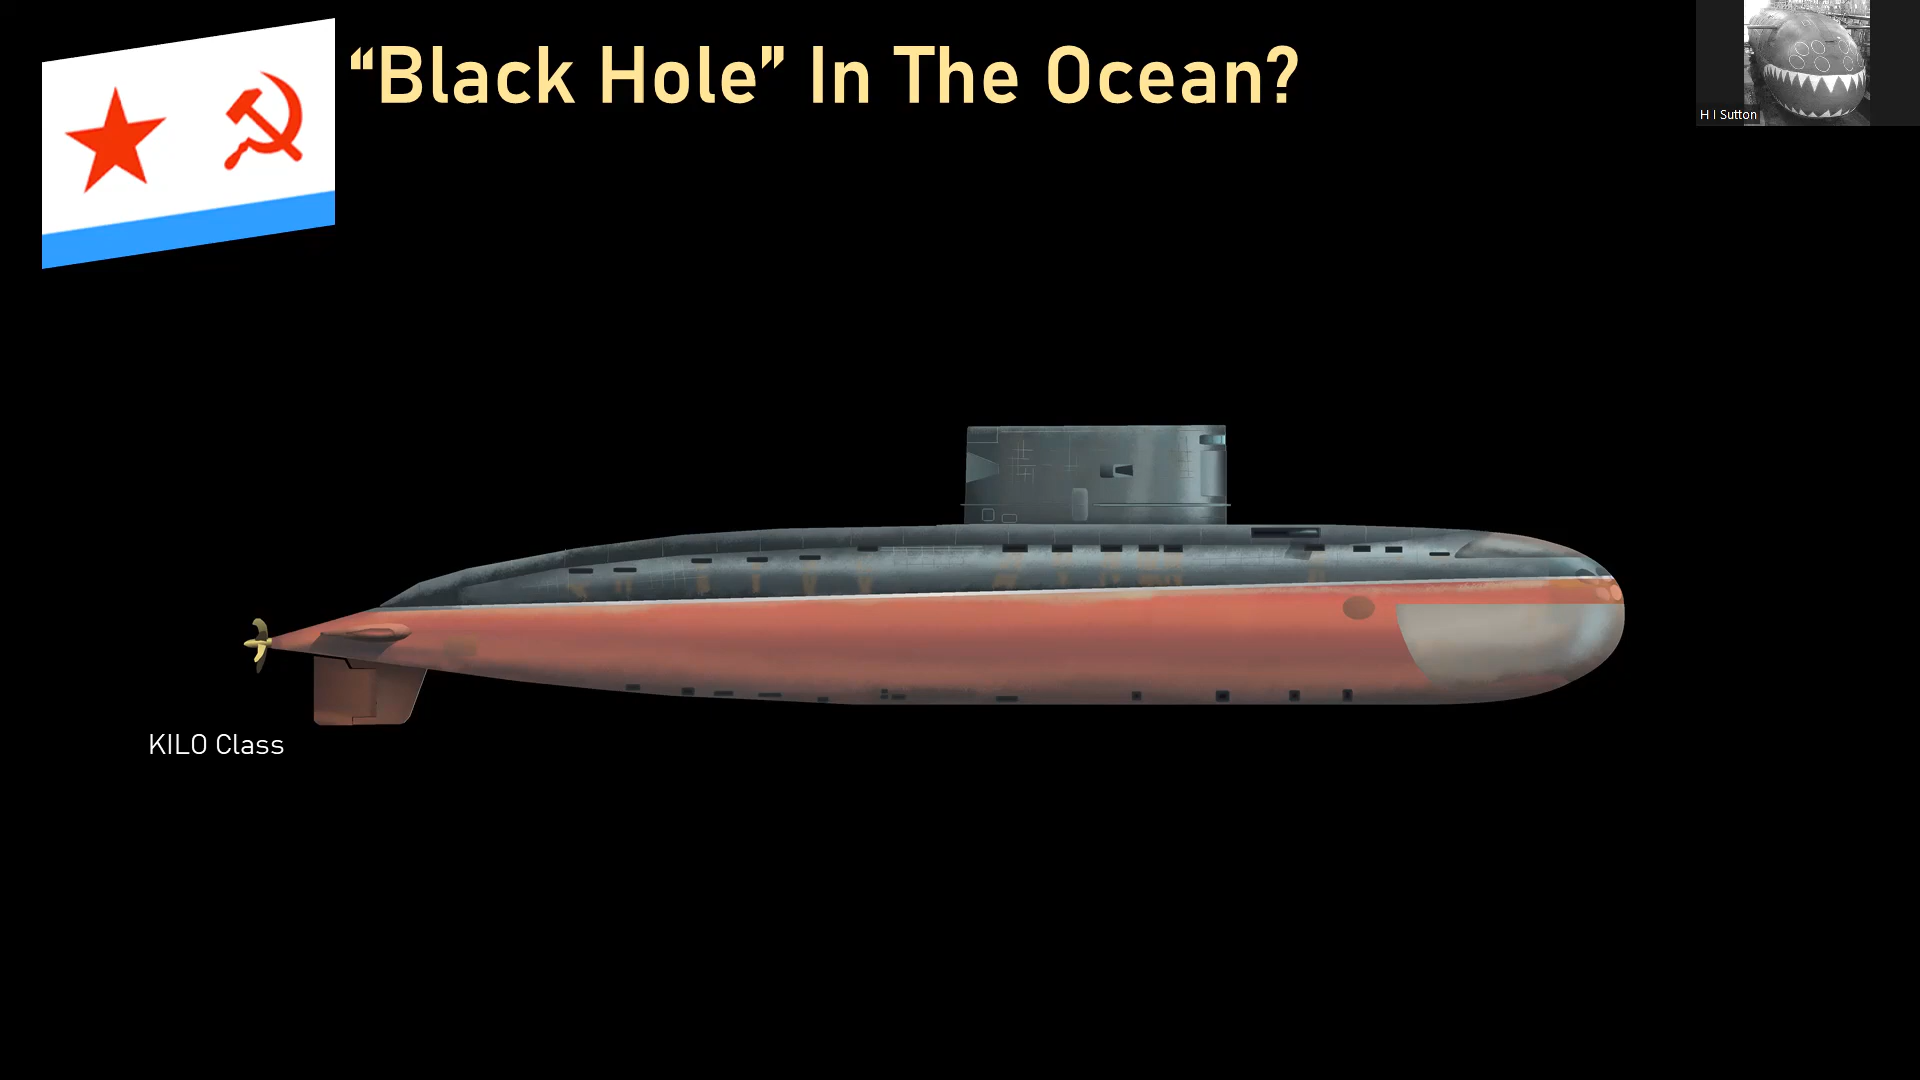 “Black Hole” In The Ocean?
H I Sutton
KILO Class